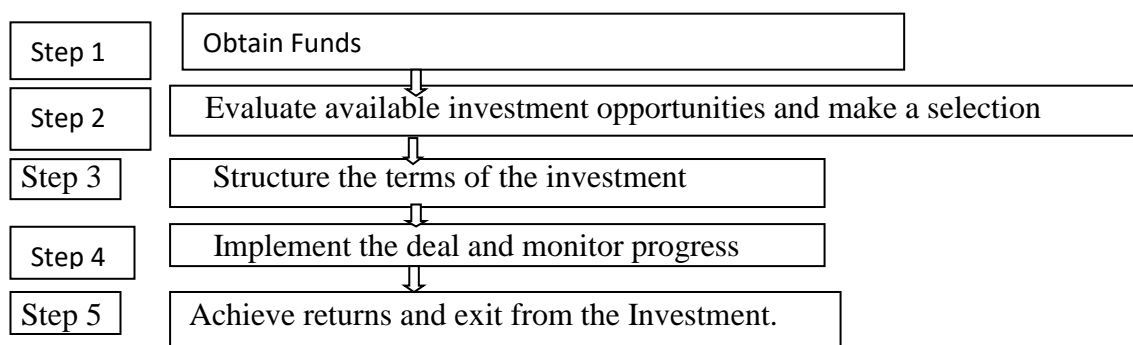 Step 1
Obtain Funds
Step 2
Evaluate available investment opportunities and make a selection
Step 3
Structure the terms of the investment
Step 4
Implement the deal and monitor progress
Step 5
Achieve returns and exit from the Investment.